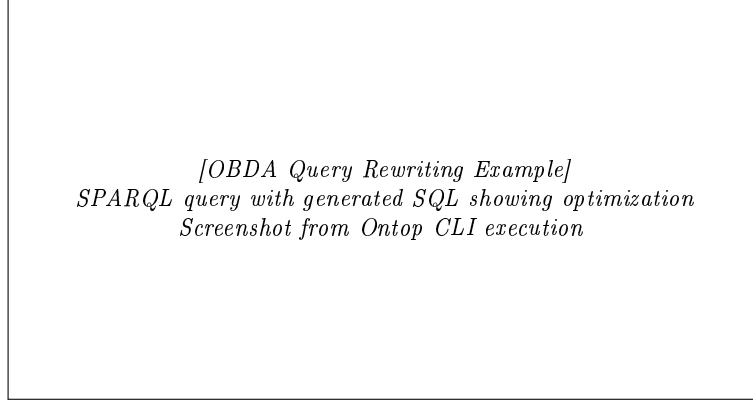 [OBDA Query Rewriting Example]
SPARQL query with generated SQL showing optimization
Screenshot from Ontop CLI execution